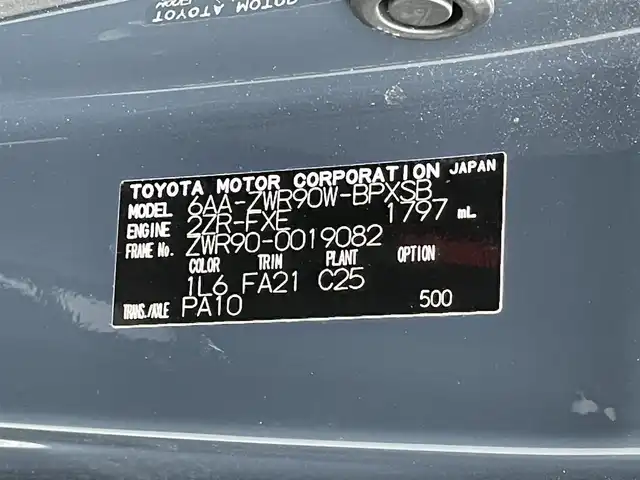 TOYOTA MOTOR CORPORATION JAPAN
MODEL 6AA-ZWR90W-BPXSB
ENGINE 2ZR-FXE 1797 mL
FRAME No. ZWR90-0019082
COLOR TRIM PLANT OPTION
1L6 FA21 C25
TRANS./AXLE PA10 500